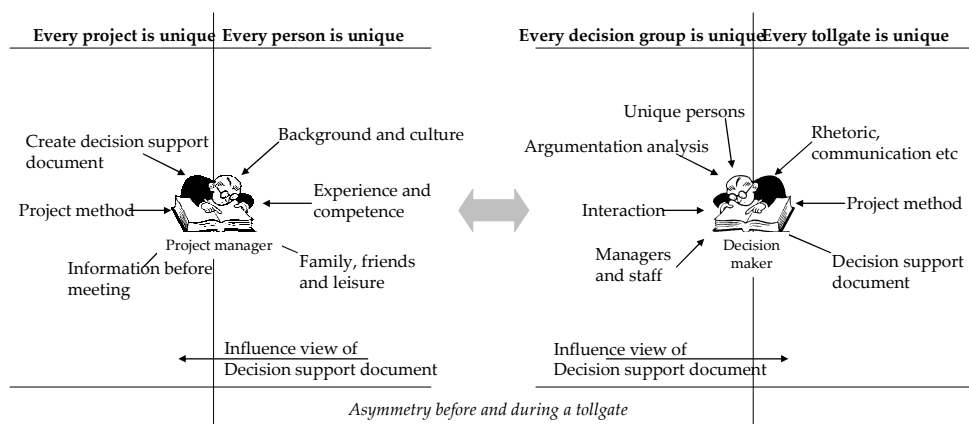 Every project is unique
Every person is unique
Create decision support
document
Background and culture
Project method
Experience and
competence
Project manager
Information before
meeting
Family, friends
and leisure
Influence view of
Decision support document
Every decision group is unique
Every tollgate is unique
Unique persons
Argumentation analysis
Rhetoric,
communication etc
Interaction
Project method
Decision
maker
Managers
and staff
Decision support
document
Influence view of
Decision support document
Asymmetry before and during a tollgate